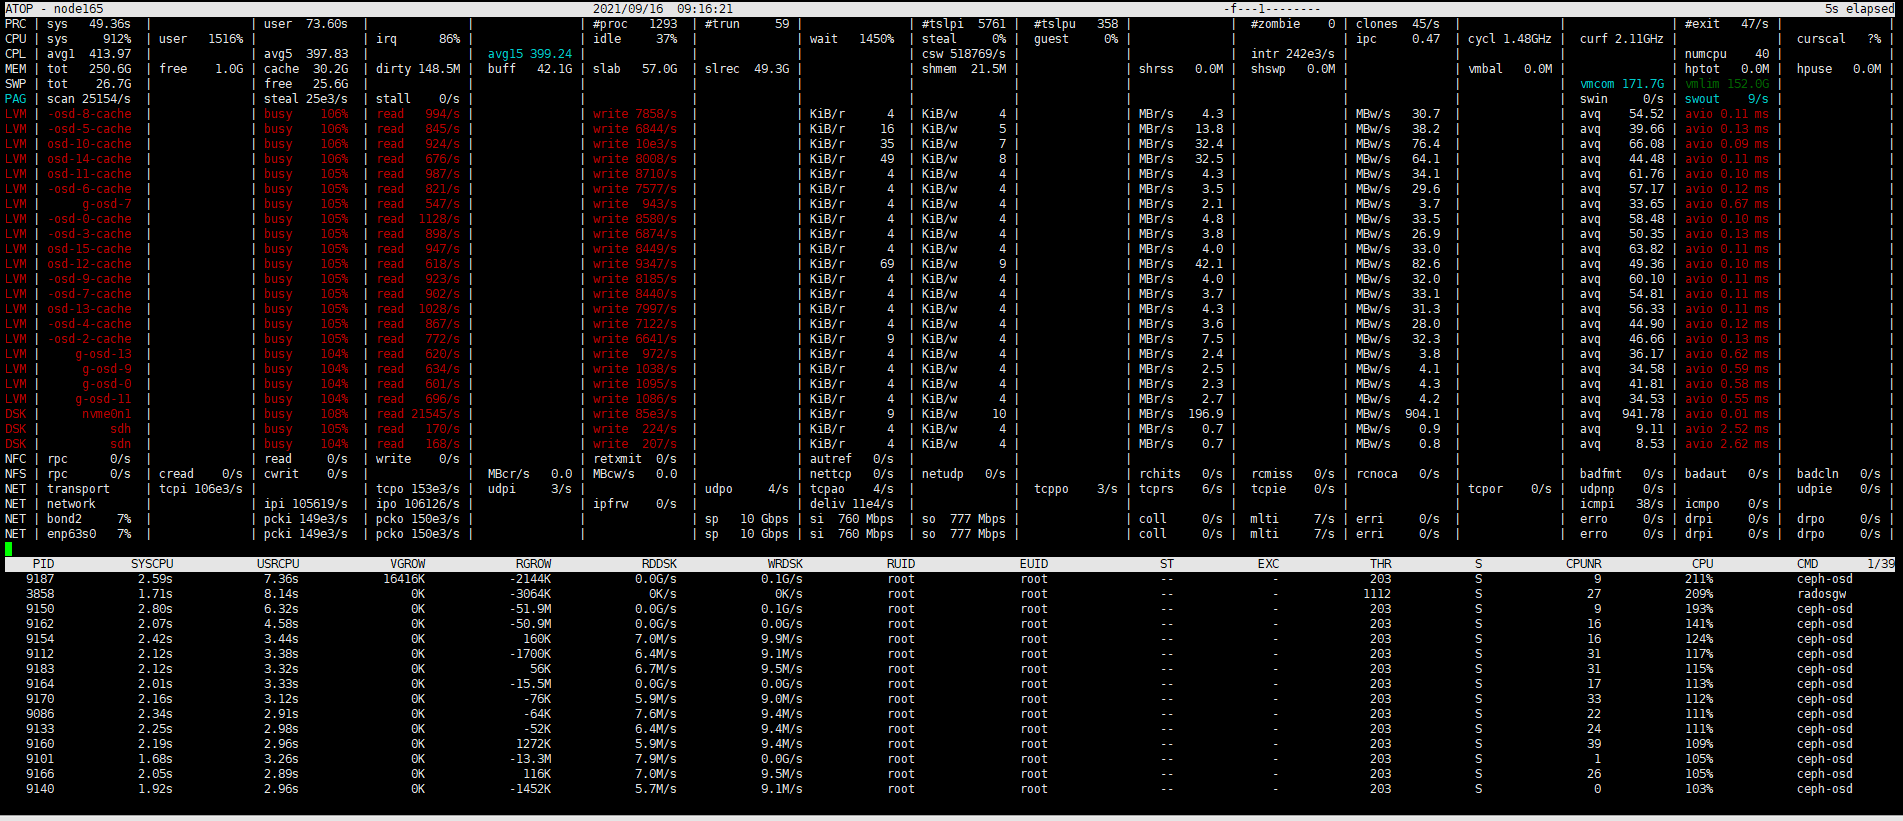 ATOP - node165 2021/09/16 09:16:21 -f---1-------- 5s elapsed
PRC | sys 49.36s | | user 73.60s | | | #proc 1293 | #trun 59 | | #tslpi 5761 | #tslpu 358 | | #zombie 0 | clones 45/s | | | #exit 47/s | |
CPU | sys 912% | user 1516% | | irq 86% | | idle 37% | | wait 1450% | steal 0% | guest 0% | | | ipc 0.47 | cycl 1.48GHz | curf 2.11GHz | | curscal ?% |
CPL | avg1 413.97 | | avg5 397.83 | | avg15 399.24 | | | | csw 518769/s | | | intr 242e3/s | | | | numcpu 40 | |
MEM | tot 250.6G | free 1.0G | cache 30.2G | dirty 148.5M | buff 42.1G | slab 57.0G | slrec 49.3G | | shmem 21.5M | | shrss 0.0M | shswp 0.0M | | vmbal 0.0M | | hptot 0.0M | hpuse 0.0M |
SWP | tot 26.7G | | free 25.6G | | | | | | | | | | | | vmcom 171.7G | vmlim 152.0G | |
PAG | scan 25154/s | | steal 25e3/s | stall 0/s | | | | | | | | | | | swin 0/s | swout 9/s | |
LVM | -osd-8-cache | | busy 106% | read 994/s | | write 7858/s | | KiB/r 4 | KiB/w 4 | | MBr/s 4.3 | | MBw/s 30.7 | | avq 54.52 | avio 0.11 ms | |
LVM | -osd-5-cache | | busy 106% | read 845/s | | write 6844/s | | KiB/r 16 | KiB/w 5 | | MBr/s 13.8 | | MBw/s 38.2 | | avq 39.66 | avio 0.13 ms | |
LVM | osd-10-cache | | busy 106% | read 924/s | | write 10e3/s | | KiB/r 35 | KiB/w 7 | | MBr/s 32.4 | | MBw/s 76.4 | | avq 66.08 | avio 0.09 ms | |
LVM | osd-14-cache | | busy 106% | read 676/s | | write 8008/s | | KiB/r 49 | KiB/w 8 | | MBr/s 32.5 | | MBw/s 64.1 | | avq 44.48 | avio 0.11 ms | |
LVM | osd-11-cache | | busy 105% | read 987/s | | write 8710/s | | KiB/r 4 | KiB/w 4 | | MBr/s 4.3 | | MBw/s 34.1 | | avq 61.76 | avio 0.10 ms | |
LVM | -osd-6-cache | | busy 105% | read 821/s | | write 7577/s | | KiB/r 4 | KiB/w 4 | | MBr/s 3.5 | | MBw/s 29.6 | | avq 57.17 | avio 0.12 ms | |
LVM | g-osd-7 | | busy 105% | read 547/s | | write 943/s | | KiB/r 4 | KiB/w 4 | | MBr/s 2.1 | | MBw/s 3.7 | | avq 33.65 | avio 0.67 ms | |
LVM | -osd-0-cache | | busy 105% | read 1128/s | | write 8580/s | | KiB/r 4 | KiB/w 4 | | MBr/s 4.8 | | MBw/s 33.5 | | avq 58.48 | avio 0.10 ms | |
LVM | -osd-3-cache | | busy 105% | read 898/s | | write 6874/s | | KiB/r 4 | KiB/w 4 | | MBr/s 3.8 | | MBw/s 26.9 | | avq 50.35 | avio 0.13 ms | |
LVM | osd-15-cache | | busy 105% | read 947/s | | write 8449/s | | KiB/r 4 | KiB/w 4 | | MBr/s 4.0 | | MBw/s 33.0 | | avq 63.82 | avio 0.11 ms | |
LVM | osd-12-cache | | busy 105% | read 618/s | | write 9347/s | | KiB/r 69 | KiB/w 9 | | MBr/s 42.1 | | MBw/s 82.6 | | avq 49.36 | avio 0.10 ms | |
LVM | -osd-9-cache | | busy 105% | read 923/s | | write 8185/s | | KiB/r 4 | KiB/w 4 | | MBr/s 4.0 | | MBw/s 32.0 | | avq 60.10 | avio 0.11 ms | |
LVM | -osd-7-cache | | busy 105% | read 902/s | | write 8440/s | | KiB/r 4 | KiB/w 4 | | MBr/s 3.7 | | MBw/s 33.1 | | avq 54.81 | avio 0.11 ms | |
LVM | osd-13-cache | | busy 105% | read 1028/s | | write 7997/s | | KiB/r 4 | KiB/w 4 | | MBr/s 4.3 | | MBw/s 31.3 | | avq 56.33 | avio 0.11 ms | |
LVM | -osd-4-cache | | busy 105% | read 867/s | | write 7122/s | | KiB/r 4 | KiB/w 4 | | MBr/s 3.6 | | MBw/s 28.0 | | avq 44.90 | avio 0.12 ms | |
LVM | -osd-2-cache | | busy 105% | read 772/s | | write 6641/s | | KiB/r 9 | KiB/w 4 | | MBr/s 7.5 | | MBw/s 32.3 | | avq 46.66 | avio 0.13 ms | |
LVM | g-osd-13 | | busy 104% | read 620/s | | write 972/s | | KiB/r 4 | KiB/w 4 | | MBr/s 2.4 | | MBw/s 3.8 | | avq 36.17 | avio 0.62 ms | |
LVM | g-osd-9 | | busy 104% | read 634/s | | write 1038/s | | KiB/r 4 | KiB/w 4 | | MBr/s 2.5 | | MBw/s 4.1 | | avq 34.58 | avio 0.59 ms | |
LVM | g-osd-0 | | busy 104% | read 601/s | | write 1095/s | | KiB/r 4 | KiB/w 4 | | MBr/s 2.3 | | MBw/s 4.3 | | avq 41.81 | avio 0.58 ms | |
LVM | g-osd-11 | | busy 104% | read 696/s | | write 1086/s | | KiB/r 4 | KiB/w 4 | | MBr/s 2.7 | | MBw/s 4.2 | | avq 34.53 | avio 0.55 ms | |
DSK | nvme0n1 | | busy 108% | read 21545/s | | write 85e3/s | | KiB/r 9 | KiB/w 10 | | MBr/s 196.9 | | MBw/s 904.1 | | avq 941.78 | avio 0.01 ms | |
DSK | sdh | | busy 105% | read 170/s | | write 224/s | | KiB/r 4 | KiB/w 4 | | MBr/s 0.7 | | MBw/s 0.9 | | avq 9.11 | avio 2.52 ms | |
DSK | sdn | | busy 104% | read 168/s | | write 207/s | | KiB/r 4 | KiB/w 4 | | MBr/s 0.7 | | MBw/s 0.8 | | avq 8.53 | avio 2.62 ms | |
NFC | rpc 0/s | | read 0/s | write 0/s | | retxmit 0/s | | autref 0/s | | | | | | | | | |
NFS | rpc 0/s | cread 0/s | cwrit 0/s | | MBcr/s 0.0 | MBcw/s 0.0 | | nettcp 0/s | netudp 0/s | | rchits 0/s | rcmiss 0/s | rcnoca 0/s | | badfmt 0/s | badaut 0/s | badcln 0/s |
NET | transport | tcpi 106e3/s | | tcpo 153e3/s | udpi 3/s | | udpo 4/s | tcpao 4/s | | tcppo 3/s | tcprs 6/s | tcpie 0/s | | tcpor 0/s | udpnp 0/s | | udpie 0/s |
NET | network | | ipi 105619/s | ipo 106126/s | | ipfrw 0/s | | deliv 11e4/s | | | | | | | icmpi 38/s | icmpo 0/s | |
NET | bond2 7% | | pcki 149e3/s | pcko 150e3/s | | | sp 10 Gbps | si 760 Mbps | so 777 Mbps | | coll 0/s | mlti 7/s | erri 0/s | | erro 0/s | drpi 0/s | drpo 0/s |
NET | enp63s0 7% | | pcki 149e3/s | pcko 150e3/s | | | sp 10 Gbps | si 760 Mbps | so 777 Mbps | | coll 0/s | mlti 7/s | erri 0/s | | erro 0/s | drpi 0/s | drpo 0/s |
PID SYSCPU USRCPU VGROW RGROW RDDSK WRDSK RUID EUID ST EXC THR S CPUNR CPU CMD 1/39
9187 2.59s 7.36s 16416K -2144K 0.0G/s 0.1G/s root root -- - 203 S 9 211% ceph-osd
3858 1.71s 8.14s 0K -3064K 0K/s 0K/s root root -- - 1112 S 27 209% radosgw
9150 2.80s 6.32s 0K -51.9M 0.0G/s 0.1G/s root root -- - 203 S 9 193% ceph-osd
9162 2.07s 4.58s 0K -50.9M 0.0G/s 0.0G/s root root -- - 203 S 16 141% ceph-osd
9154 2.42s 3.44s 0K 160K 7.0M/s 9.9M/s root root -- - 203 S 16 124% ceph-osd
9112 2.12s 3.38s 0K -1700K 6.4M/s 9.1M/s root root -- - 203 S 31 117% ceph-osd
9183 2.12s 3.32s 0K 56K 6.7M/s 9.5M/s root root -- - 203 S 31 115% ceph-osd
9164 2.01s 3.33s 0K -15.5M 0.0G/s 0.0G/s root root -- - 203 S 17 113% ceph-osd
9170 2.16s 3.12s 0K -76K 5.9M/s 9.0M/s root root -- - 203 S 33 112% ceph-osd
9086 2.34s 2.91s 0K -64K 7.6M/s 9.4M/s root root -- - 203 S 22 111% ceph-osd
9133 2.25s 2.98s 0K -52K 6.4M/s 9.4M/s root root -- - 203 S 24 111% ceph-osd
9160 2.19s 2.96s 0K 1272K 5.9M/s 9.4M/s root root -- - 203 S 39 109% ceph-osd
9101 1.68s 3.26s 0K -13.3M 7.9M/s 0.0G/s root root -- - 203 S 1 105% ceph-osd
9166 2.05s 2.89s 0K 116K 7.0M/s 9.5M/s root root -- - 203 S 26 105% ceph-osd
9140 1.92s 2.96s 0K -1452K 5.7M/s 9.1M/s root root -- - 203 S 0 103% ceph-osd